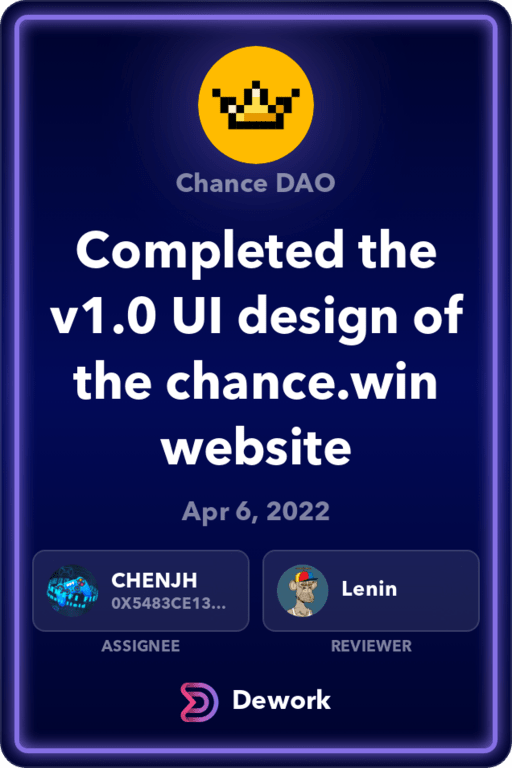 Chance DAO
Completed the
v1.0 UI design of
the chance.win
website
Apr 6, 2022
CHENJH
0X5483CE13...
ASSIGNEE
Lenin
REVIEWER
Dework